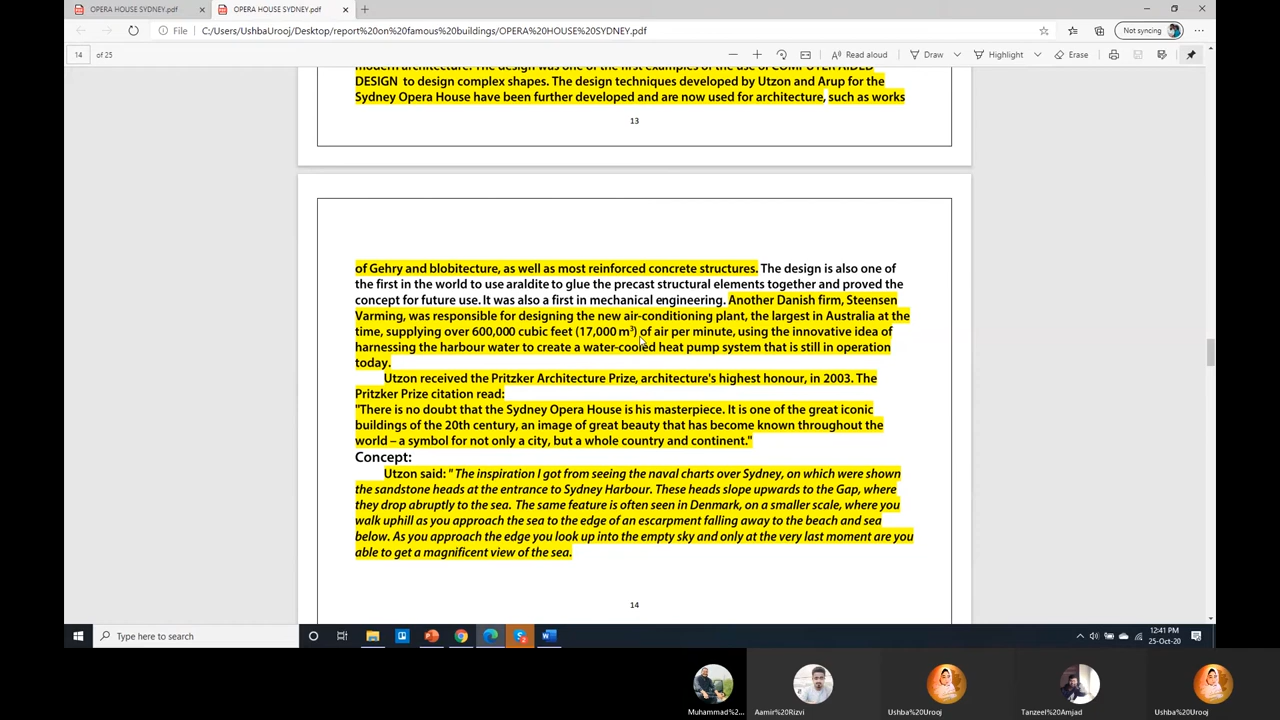 OPERA HOUSE SYDNEY.pdf
OPERA HOUSE SYDNEY.pdf
File
C:/Users/UshbaUrooj/Desktop/report%20on%20famous%20buildings/OPERA%20HOUSE%20SYDNEY.pdf
Not syncing
14 of 25
Read aloud
Draw
Highlight
Erase
modern architecture. The design was one of the first examples of the use of COMPUTER AIDED
DESIGN to design complex shapes. The design techniques developed by Utzon and Arup for the
Sydney Opera House have been further developed and are now used for architecture, such as works
13
of Gehry and blobitecture, as well as most reinforced concrete structures. The design is also one of
the first in the world to use araldite to glue the precast structural elements together and proved the
concept for future use. It was also a first in mechanical engineering. Another Danish firm, Steensen
Varming, was responsible for designing the new air-conditioning plant, the largest in Australia at the
time, supplying over 600,000 cubic feet (17,000 m³) of air per minute, using the innovative idea of
harnessing the harbour water to create a water-cooled heat pump system that is still in operation
today.
Utzon received the Pritzker Architecture Prize, architecture's highest honour, in 2003. The
Pritzker Prize citation read:
"There is no doubt that the Sydney Opera House is his masterpiece. It is one of the great iconic
buildings of the 20th century, an image of great beauty that has become known throughout the
world – a symbol for not only a city, but a whole country and continent."
Concept:
Utzon said: " The inspiration I got from seeing the naval charts over Sydney, on which were shown
the sandstone heads at the entrance to Sydney Harbour. These heads slope upwards to the Gap, where
they drop abruptly to the sea. The same feature is often seen in Denmark, on a smaller scale, where you
walk uphill as you approach the sea to the edge of an escarpment falling away to the beach and sea
below. As you approach the edge you look up into the empty sky and only at the very last moment are you
able to get a magnificent view of the sea.
14
Type here to search
12:41 PM
25-Oct-20
Muhammad%2...
Aamir%20Rizvi
Ushba%20Urooj
Tanzeel%20Amjad
Ushba%20Urooj